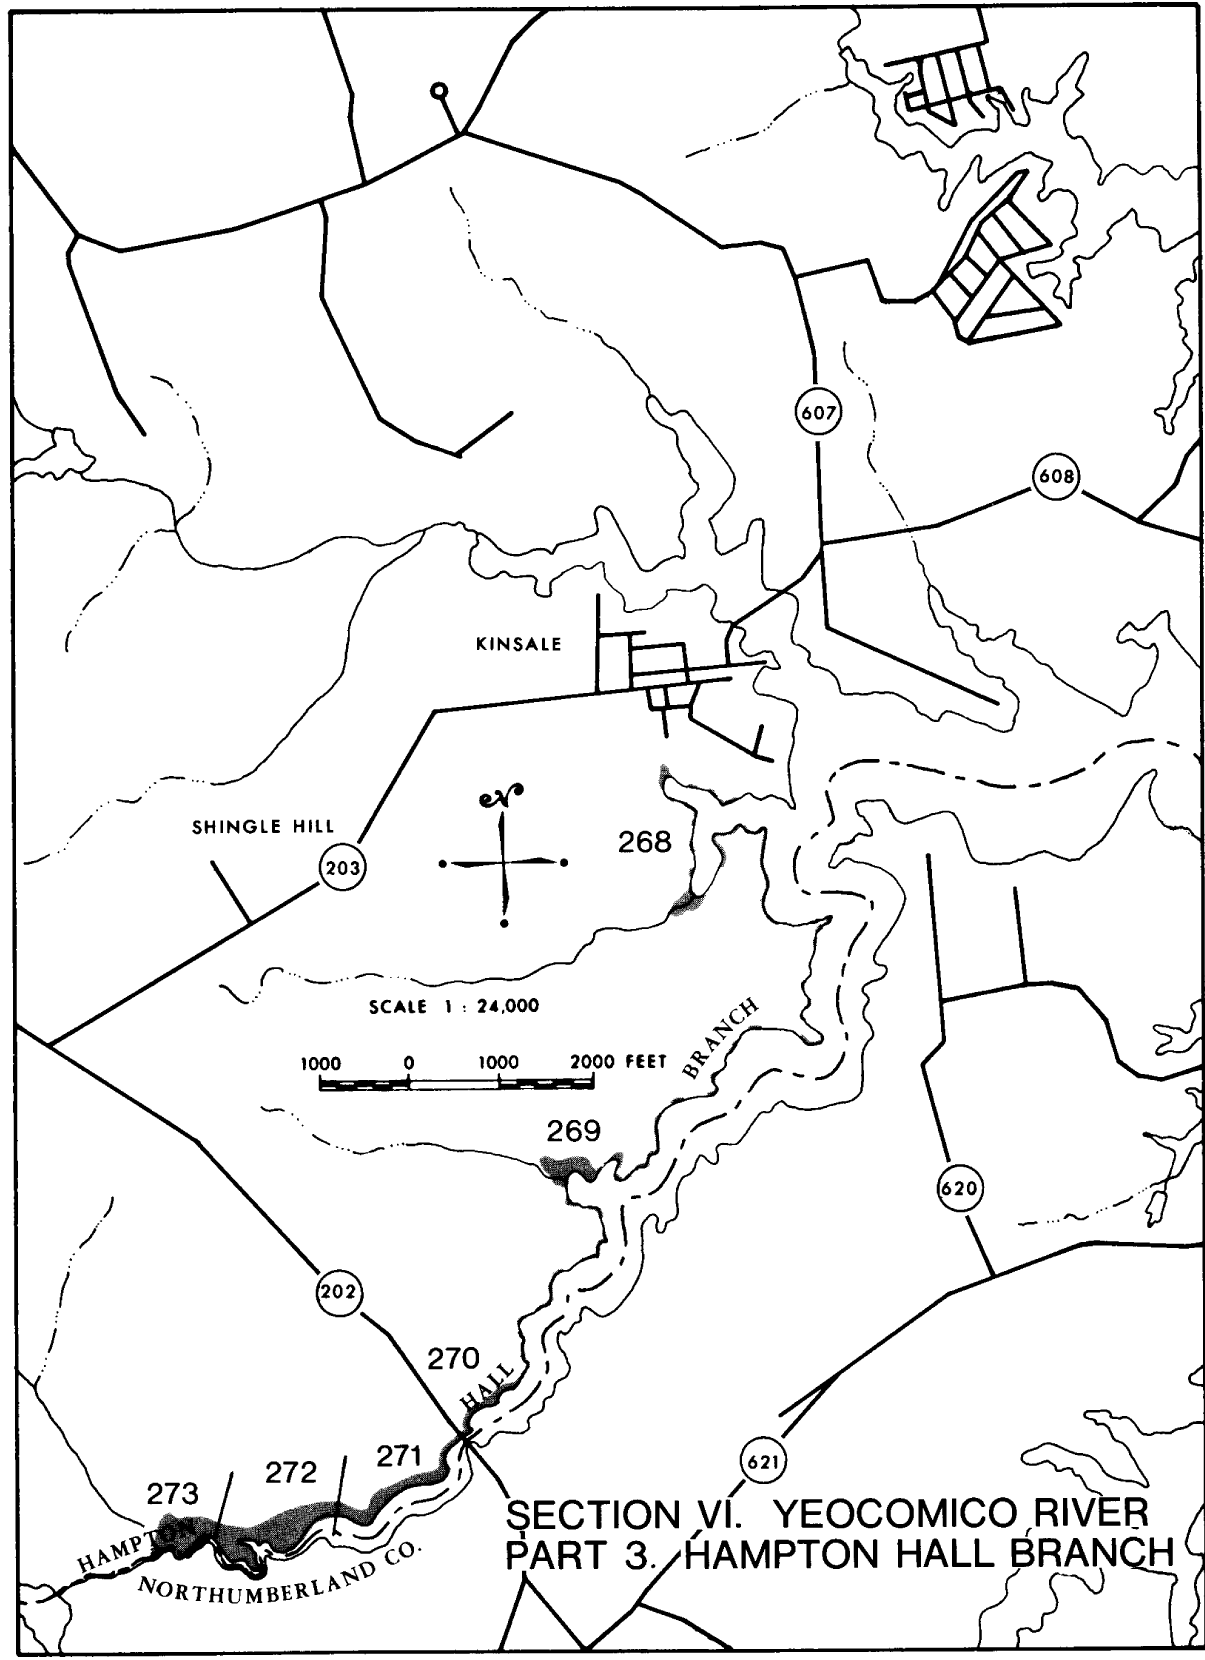 607
608
KINSALE
N
SHINGLE HILL
268
203
SCALE 1 : 24,000
BRANCH
1000 0 1000 2000 FEET
269
620
202
270
HALL
271
272
621
273
HAMPTON
SECTION VI. YEOCOMICO RIVER
PART 3. HAMPTON HALL BRANCH
NORTHUMBERLAND CO.